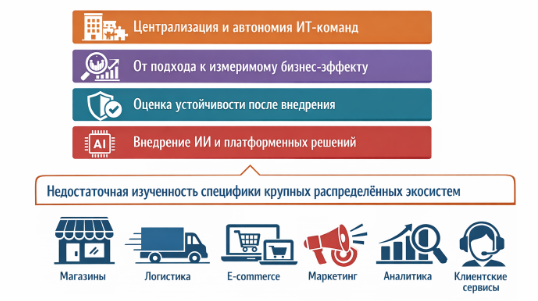 Централизация и автономия ИТ-команд
От подхода к измеримому бизнес-эффекту
Оценка устойчивости после внедрения
AI
Внедрение ИИ и платформенных решений
Недостаточная изученность специфики крупных распределённых экосистем
Магазины
Логистика
E-commerce
Маркетинг
Аналитика
Клиентские
сервисы